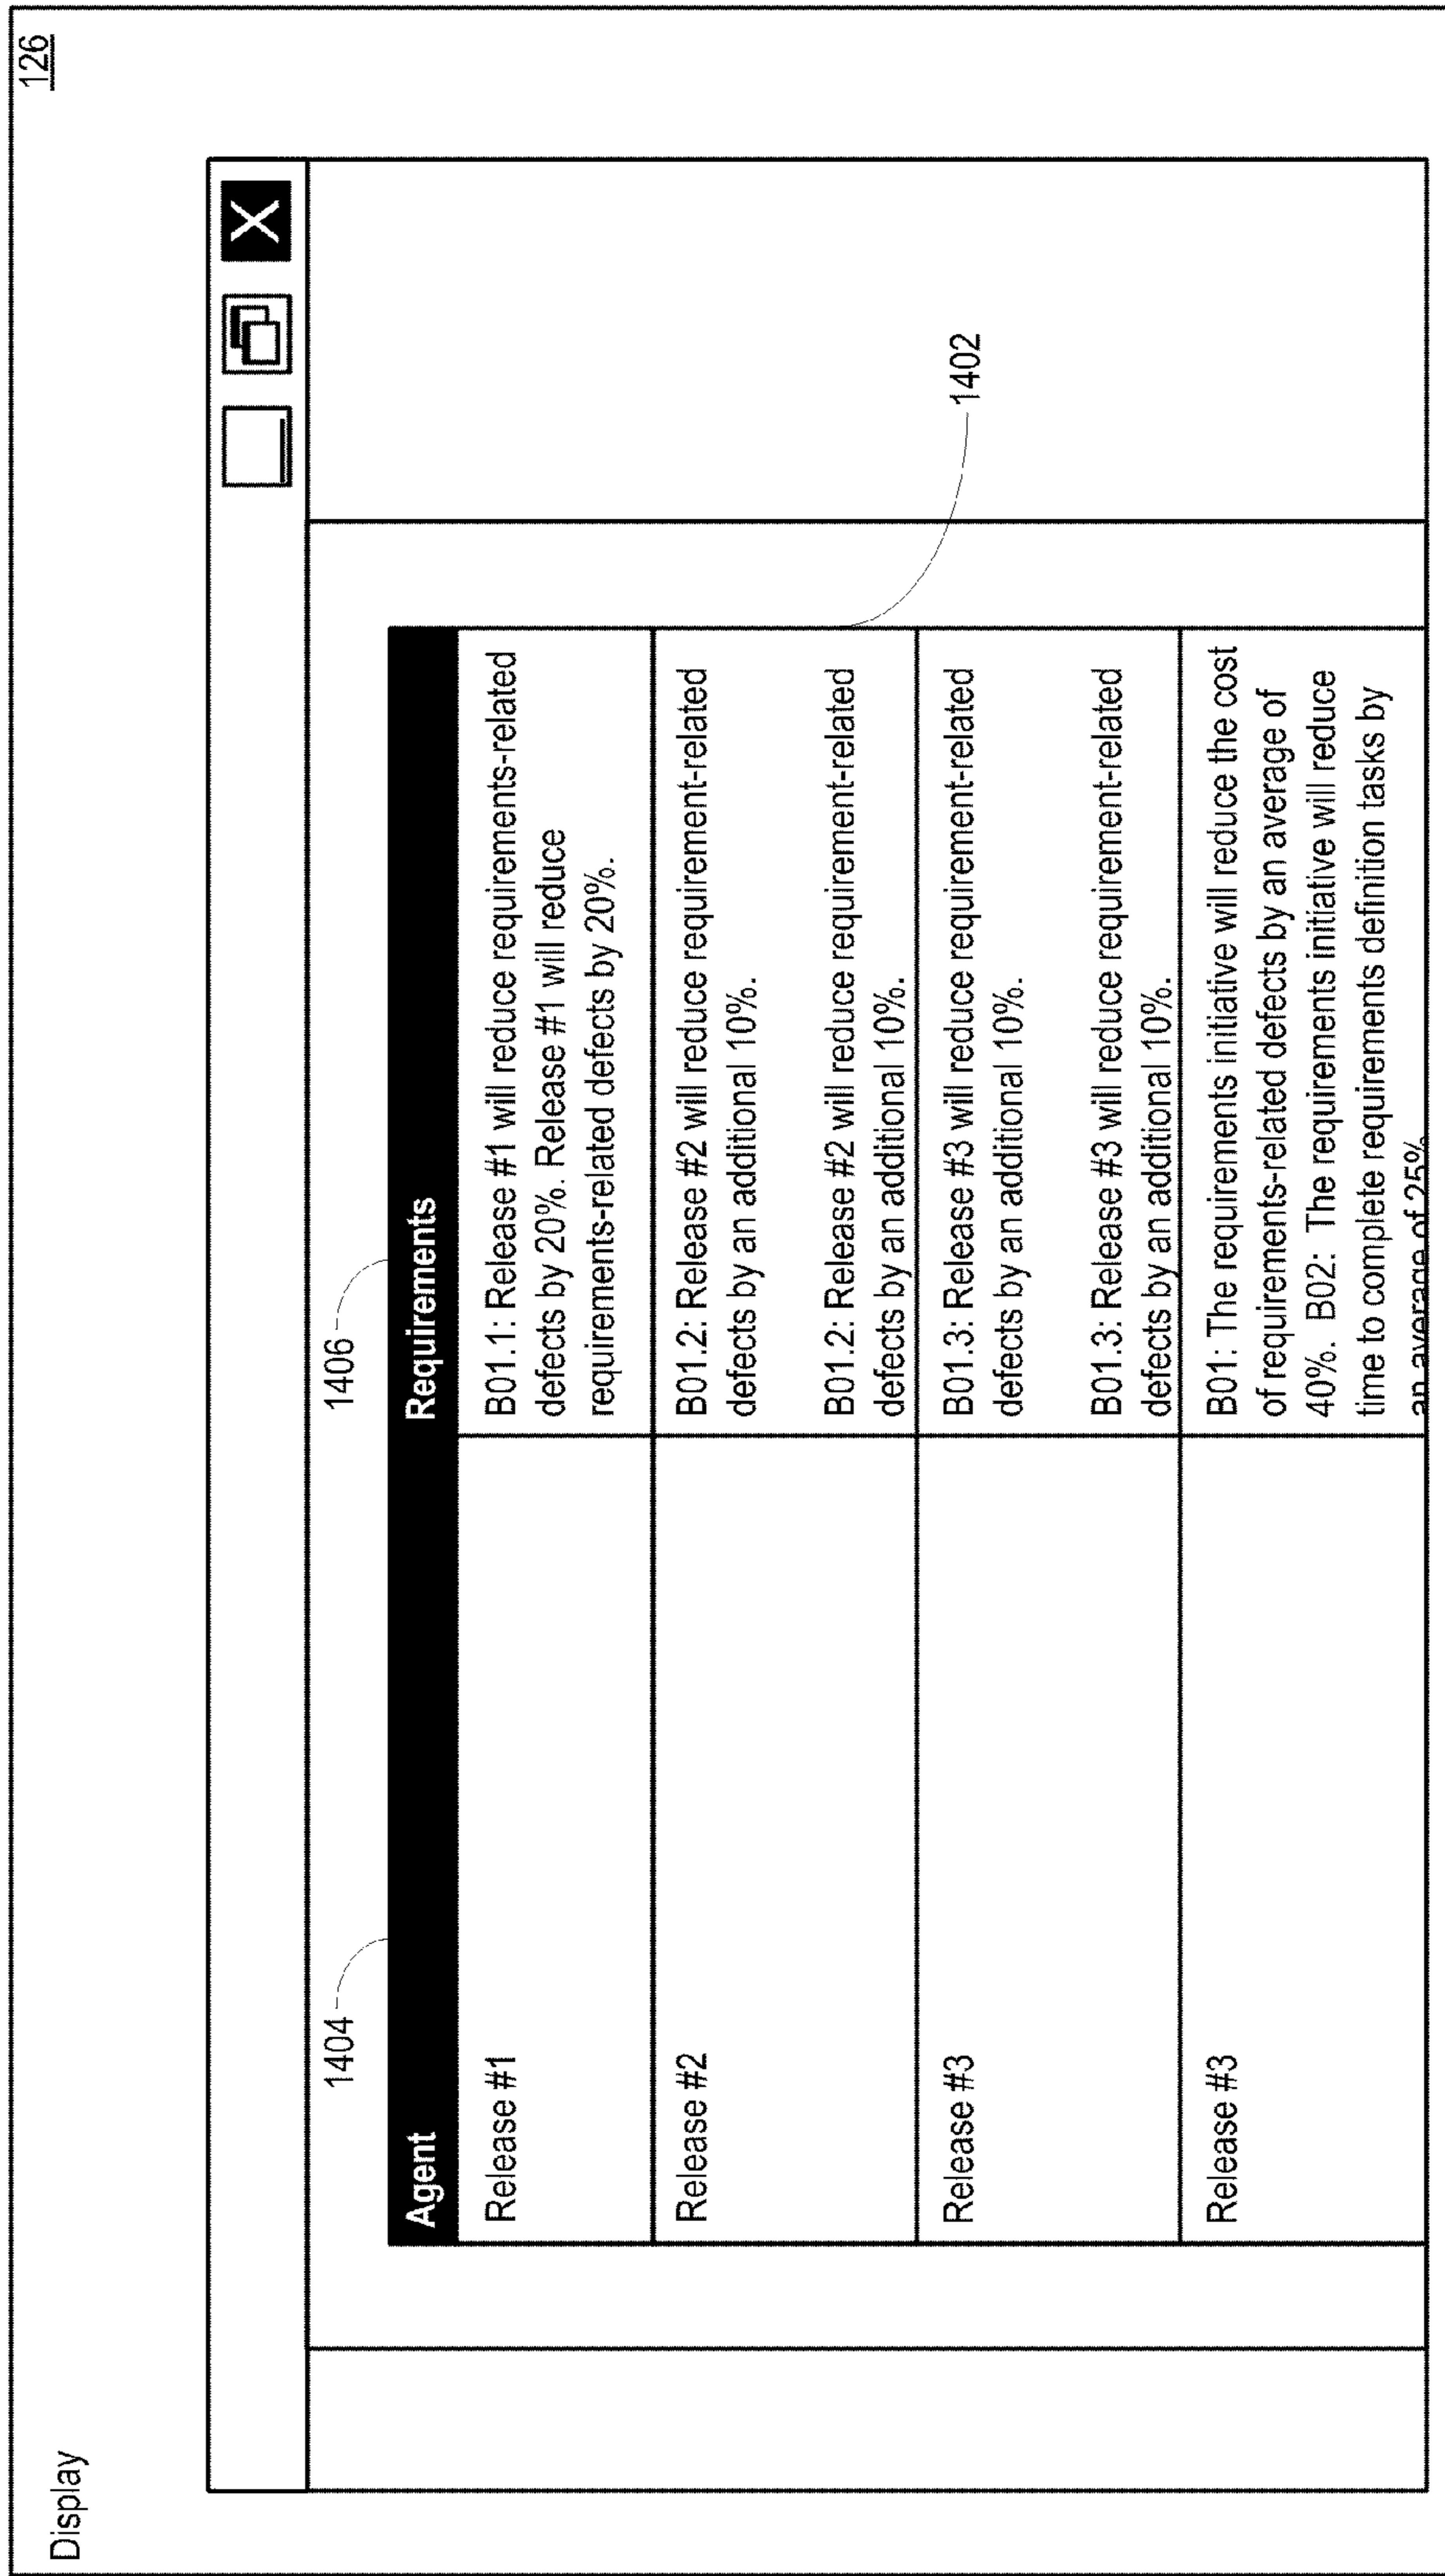 Display
126
X
1404
1406
Agent
Requirements
Release #1
B01.1: Release #1 will reduce requirements-related
defects by 20%. Release #1 will reduce
requirements-related defects by 20%.
Release #2
B01.2: Release #2 will reduce requirement-related
defects by an additional 10%.
B01.2: Release #2 will reduce requirement-related
defects by an additional 10%.
1402
Release #3
B01.3: Release #3 will reduce requirement-related
defects by an additional 10%.
B01.3: Release #3 will reduce requirement-related
defects by an additional 10%.
Release #3
B01: The requirements initiative will reduce the cost
of requirements-related defects by an average of
40%. B02: The requirements initiative will reduce
time to complete requirements definition tasks by
an average of 25%